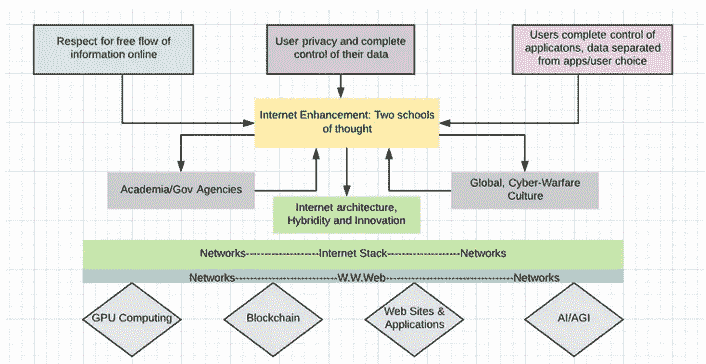 Respect for free flow of
information online
User privacy and complete
control of their data
Users complete control of
applicatons, data separated
from apps/user choice
Internet Enhancement: Two schools
of thought
Academia/Gov Agencies
Global, Cyber-Warfare
Culture
Internet architecture,
Hybridity and Innovation
Networks--------------------Internet Stack--------------------Networks
Networks----------------------------W.W.Web----------------------------------Networks
GPU Computing
Blockchain
Web Sites &
Applications
AI/AGI